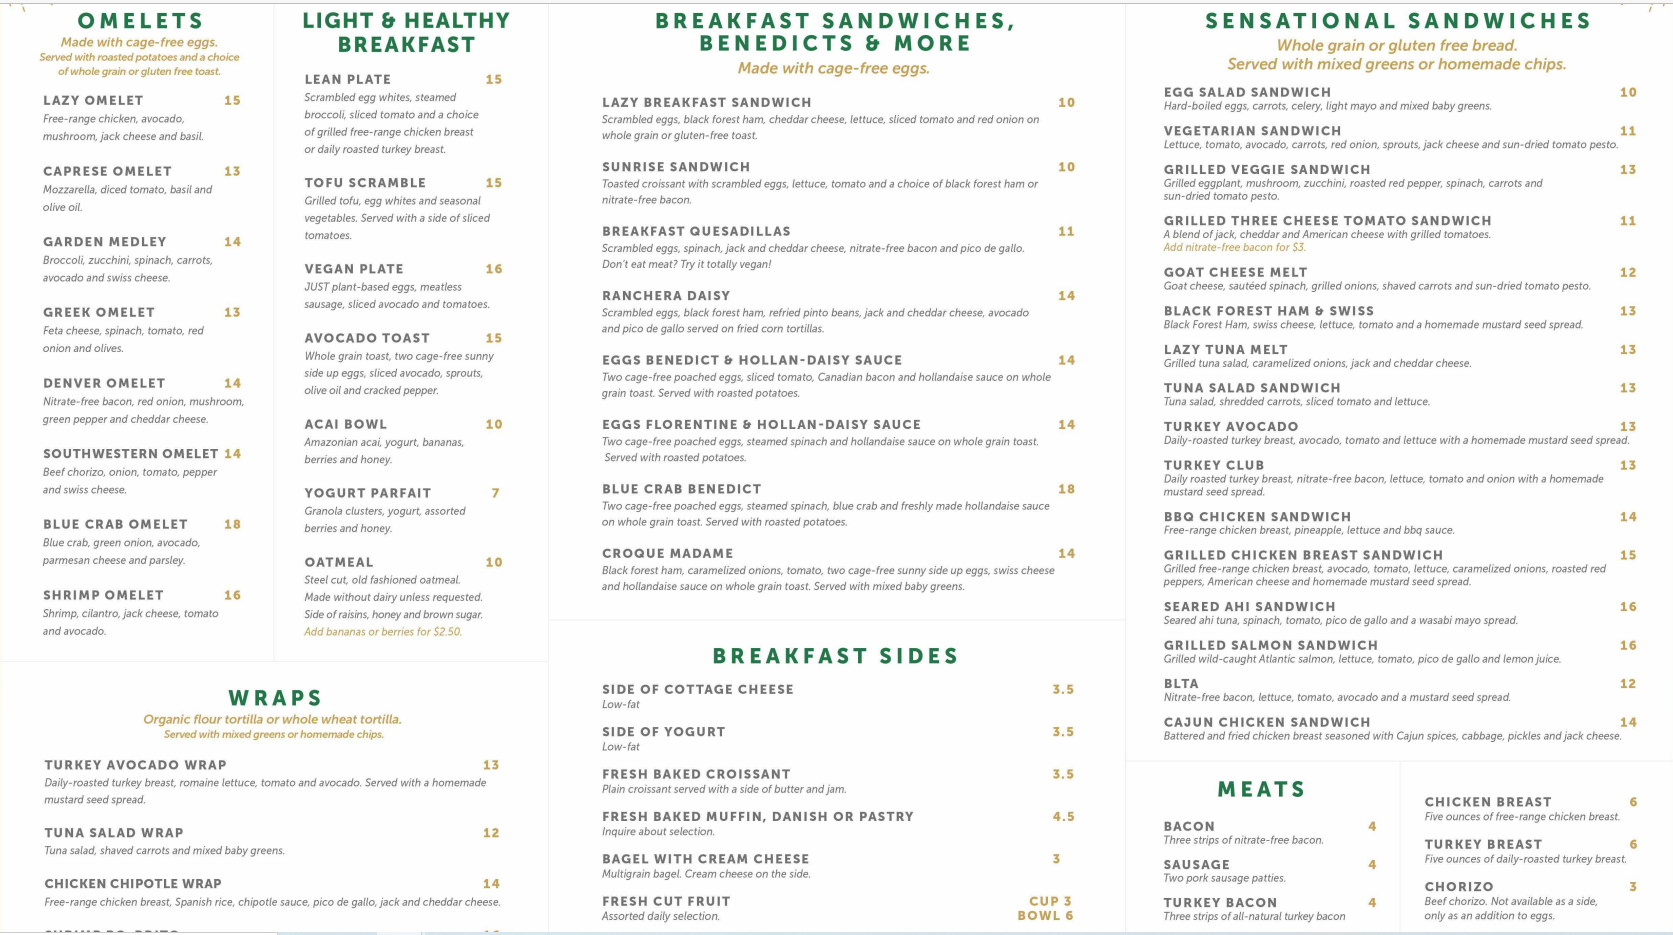 OMELETS
Made with cage-free eggs.
Served with roasted potatoes and a choice
of whole grain or gluten free toast.
LAZY OMELET 15
Free-range chicken, avocado,
mushroom, jack cheese and basil.
CAPRESE OMELET 13
Mozzarella, diced tomato, basil and
olive oil.
GARDEN MEDLEY 14
Broccoli, zucchini, spinach, carrots,
avocado and swiss cheese.
GREEK OMELET 13
Feta cheese, spinach, tomato, red
onion and olives.
DENVER OMELET 14
Nitrate-free bacon, red onion, mushroom,
green pepper and cheddar cheese.
SOUTHWESTERN OMELET 14
Beef chorizo, onion, tomato, pepper
and swiss cheese.
BLUE CRAB OMELET 18
Blue crab, green onion, avocado,
parmesan cheese and parsley.
SHRIMP OMELET 16
Shrimp, cilantro, jack cheese, tomato
and avocado.
LIGHT & HEALTHY
BREAKFAST
LEAN PLATE 15
Scrambled egg whites, steamed
broccoli, sliced tomato and a choice
of grilled free-range chicken breast
or daily roasted turkey breast.
TOFU SCRAMBLE 15
Grilled tofu, egg whites and seasonal
vegetables. Served with a side of sliced
tomatoes.
VEGAN PLATE 16
JUST plant-based eggs, meatless
sausage, sliced avocado and tomatoes.
AVOCADO TOAST 15
Whole grain toast, two cage-free sunny
side up eggs, sliced avocado, sprouts,
olive oil and cracked pepper.
ACAI BOWL 10
Amazonian acai, yogurt, bananas,
berries and honey.
YOGURT PARFAIT 7
Granola clusters, yogurt, assorted
berries and honey.
OATMEAL 10
Steel cut, old fashioned oatmeal.
Made without dairy unless requested.
Side of raisins, honey and brown sugar.
Add bananas or berries for $2.50.
WRAPS
Organic flour tortilla or whole wheat tortilla.
Served with mixed greens or homemade chips.
TURKEY AVOCADO WRAP 13
Daily-roasted turkey breast, romaine lettuce, tomato and avocado. Served with a homemade
mustard seed spread.
TUNA SALAD WRAP 12
Tuna salad, shaved carrots and mixed baby greens.
CHICKEN CHIPOTLE WRAP 14
Free-range chicken breast, Spanish rice, chipotle sauce, pico de gallo, jack and cheddar cheese.
BREAKFAST SANDWICHES,
BENEDICTS & MORE
Made with cage-free eggs.
LAZY BREAKFAST SANDWICH 10
Scrambled eggs, black forest ham, cheddar cheese, lettuce, sliced tomato and red onion on
whole grain or gluten-free toast.
SUNRISE SANDWICH 10
Toasted croissant with scrambled eggs, lettuce, tomato and a choice of black forest ham or
nitrate-free bacon.
BREAKFAST QUESADILLAS 11
Scrambled eggs, spinach, jack and cheddar cheese, nitrate-free bacon and pico de gallo.
Don't eat meat? Try it totally vegan!
RANCHERA DAISY 14
Scrambled eggs, black forest ham, refried pinto beans, jack and cheddar cheese, avocado
and pico de gallo served on fried corn tortillas.
EGGS BENEDICT & HOLLAN-DAISY SAUCE 14
Two cage-free poached eggs, sliced tomato, Canadian bacon and hollandaise sauce on whole
grain toast. Served with roasted potatoes.
EGGS FLORENTINE & HOLLAN-DAISY SAUCE 14
Two cage-free poached eggs, steamed spinach and hollandaise sauce on whole grain toast.
Served with roasted potatoes.
BLUE CRAB BENEDICT 18
Two cage-free poached eggs, steamed spinach, blue crab and freshly made hollandaise sauce
on whole grain toast. Served with roasted potatoes.
CROQUE MADAME 14
Black forest ham, caramelized onions, tomato, two cage-free sunny side up eggs, swiss cheese
and hollandaise sauce on whole grain toast. Served with mixed baby greens.
BREAKFAST SIDES
SIDE OF COTTAGE CHEESE 3.5
Low-fat
SIDE OF YOGURT 3.5
Low-fat
FRESH BAKED CROISSANT 3.5
Plain croissant served with a side of butter and jam.
FRESH BAKED MUFFIN, DANISH OR PASTRY 4.5
Inquire about selection.
BAGEL WITH CREAM CHEESE 3
Multigrain bagel. Cream cheese on the side.
FRESH CUT FRUIT CUP 3
Assorted daily selection. BOWL 6
SENSATIONAL SANDWICHES
Whole grain or gluten free bread.
Served with mixed greens or homemade chips.
EGG SALAD SANDWICH 10
Hard-boiled eggs, carrots, celery, light mayo and mixed baby greens.
VEGETARIAN SANDWICH 11
Lettuce, tomato, avocado, carrots, red onion, sprouts, jack cheese and sun-dried tomato pesto.
GRILLED VEGGIE SANDWICH 13
Grilled eggplant, mushroom, zucchini, roasted red pepper, spinach, carrots and
sun-dried tomato pesto.
GRILLED THREE CHEESE TOMATO SANDWICH 11
A blend of jack, cheddar and American cheese with grilled tomatoes.
Add nitrate-free bacon for $3.
GOAT CHEESE MELT 12
Goat cheese, sautéed spinach, grilled onions, shaved carrots and sun-dried tomato pesto.
BLACK FOREST HAM & SWISS 13
Black Forest Ham, swiss cheese, lettuce, tomato and a homemade mustard seed spread.
LAZY TUNA MELT 13
Grilled tuna salad, caramelized onions, jack and cheddar cheese.
TUNA SALAD SANDWICH 13
Tuna salad, shredded carrots, sliced tomato and lettuce.
TURKEY AVOCADO 13
Daily-roasted turkey breast, avocado, tomato and lettuce with a homemade mustard seed spread.
TURKEY CLUB 13
Daily roasted turkey breast, nitrate-free bacon, lettuce, tomato and onion with a homemade
mustard seed spread.
BBQ CHICKEN SANDWICH 14
Free-range chicken breast, pineapple, lettuce and bbq sauce.
GRILLED CHICKEN BREAST SANDWICH 15
Grilled free-range chicken breast, avocado, tomato, lettuce, caramelized onions, roasted red
peppers, American cheese and homemade mustard seed spread.
SEARED AHI SANDWICH 16
Seared ahi tuna, spinach, tomato, pico de gallo and a wasabi mayo spread.
GRILLED SALMON SANDWICH 16
Grilled wild-caught Atlantic salmon, lettuce, tomato, pico de gallo and lemon juice.
BLTA 12
Nitrate-free bacon, lettuce, tomato, avocado and a mustard seed spread.
CAJUN CHICKEN SANDWICH 14
Battered and fried chicken breast seasoned with Cajun spices, cabbage, pickles and jack cheese.
MEATS
BACON 4
Three strips of nitrate-free bacon.
SAUSAGE 4
Two pork sausage patties.
TURKEY BACON 4
Three strips of all-natural turkey bacon
CHICKEN BREAST 6
Five ounces of free-range chicken breast.
TURKEY BREAST 6
Five ounces of daily-roasted turkey breast.
CHORIZO 3
Beef chorizo. Not available as a side,
only as an addition to eggs.